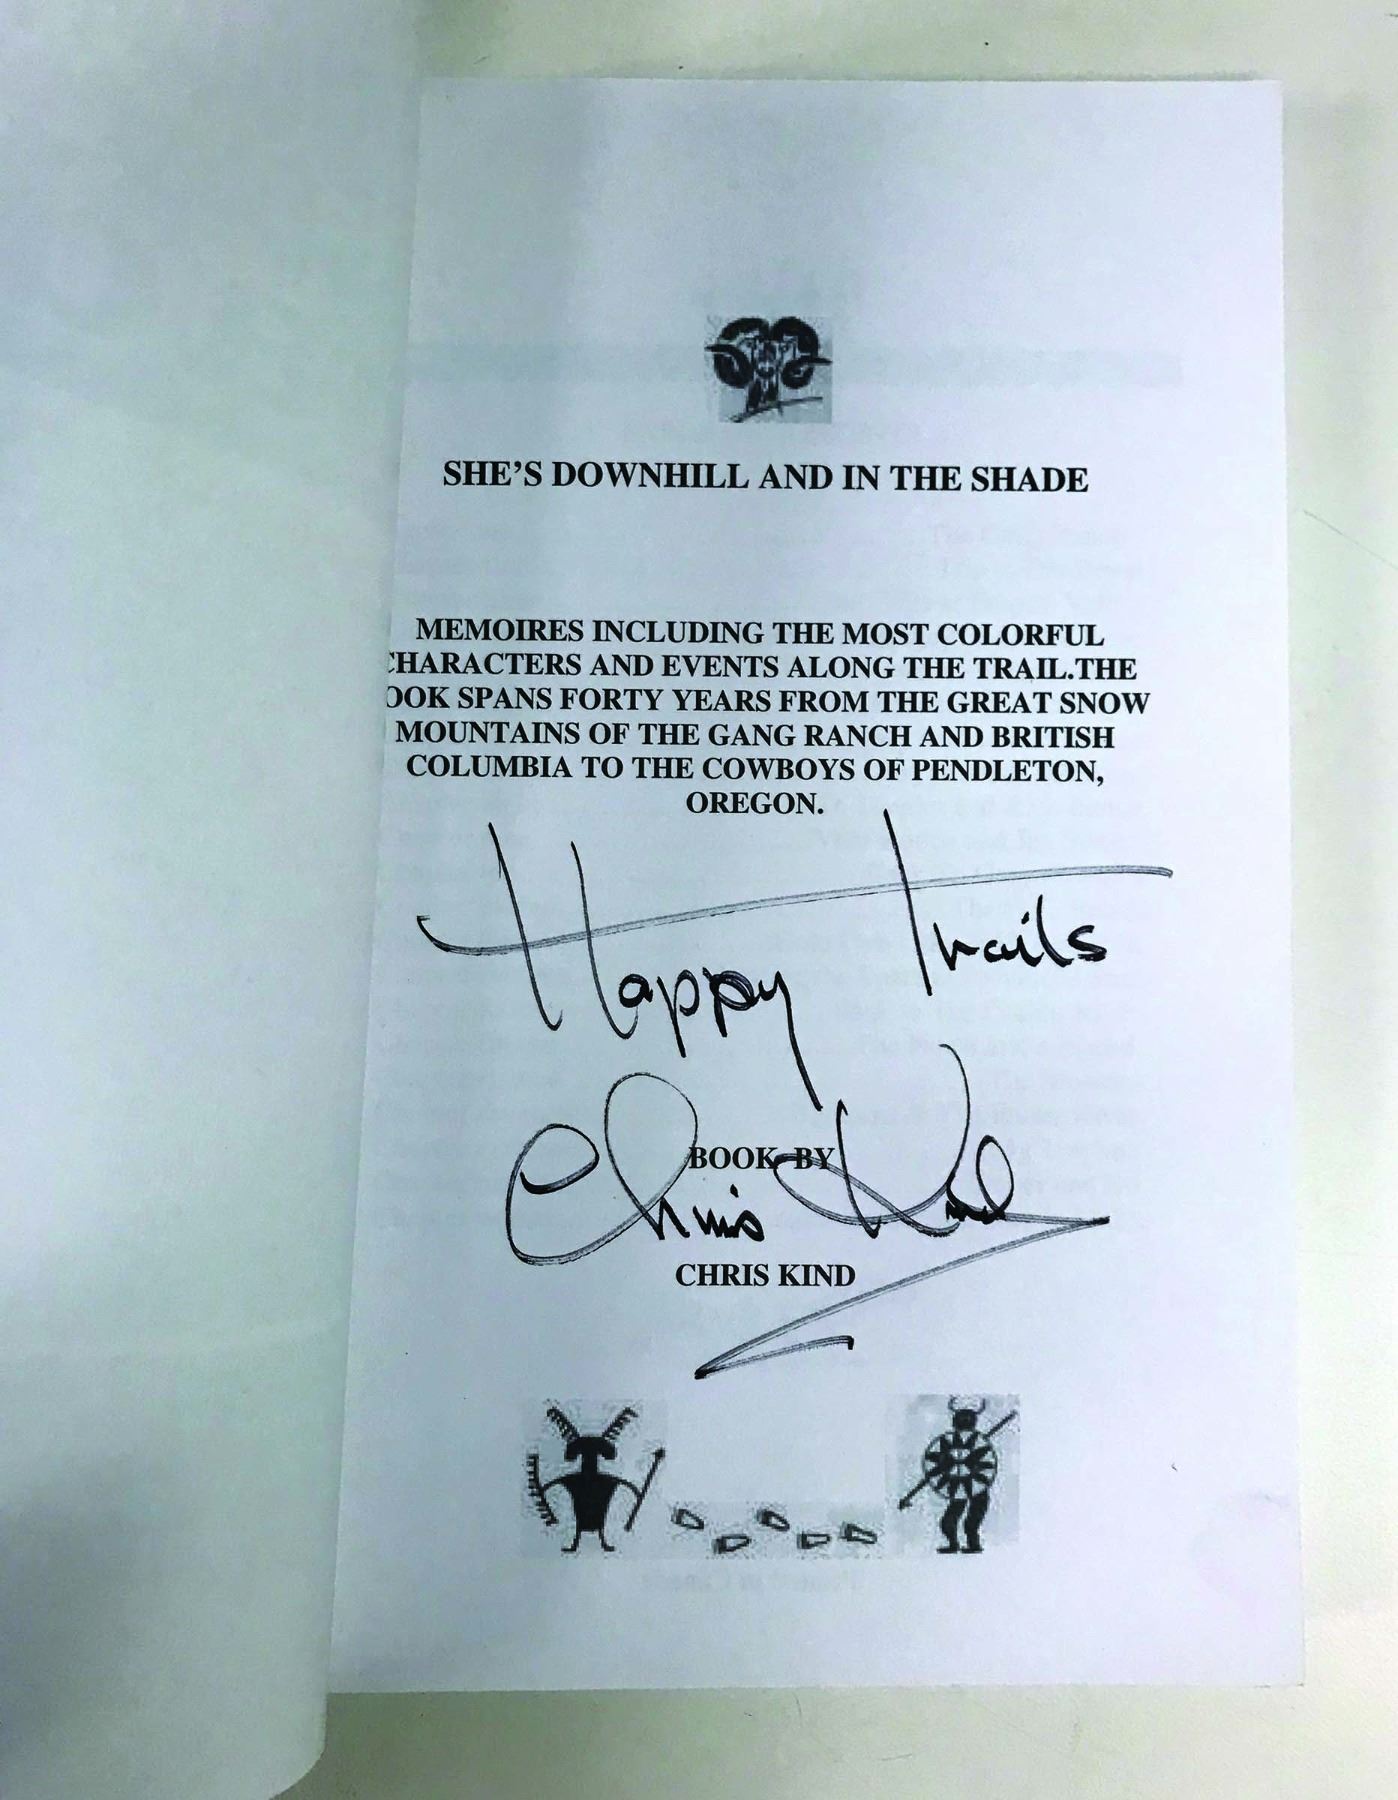 SHE'S DOWNHILL AND IN THE SHADE
MEMOIRES INCLUDING THE MOST COLORFUL
CHARACTERS AND EVENTS ALONG THE TRAIL.THE
OOK SPANS FORTY YEARS FROM THE GREAT SNOW
MOUNTAINS OF THE GANG RANCH AND BRITISH
COLUMBIA TO THE COWBOYS OF PENDLETON,
OREGON.
Happy Trails
BOOK BY
Chris Kind
CHRIS KIND